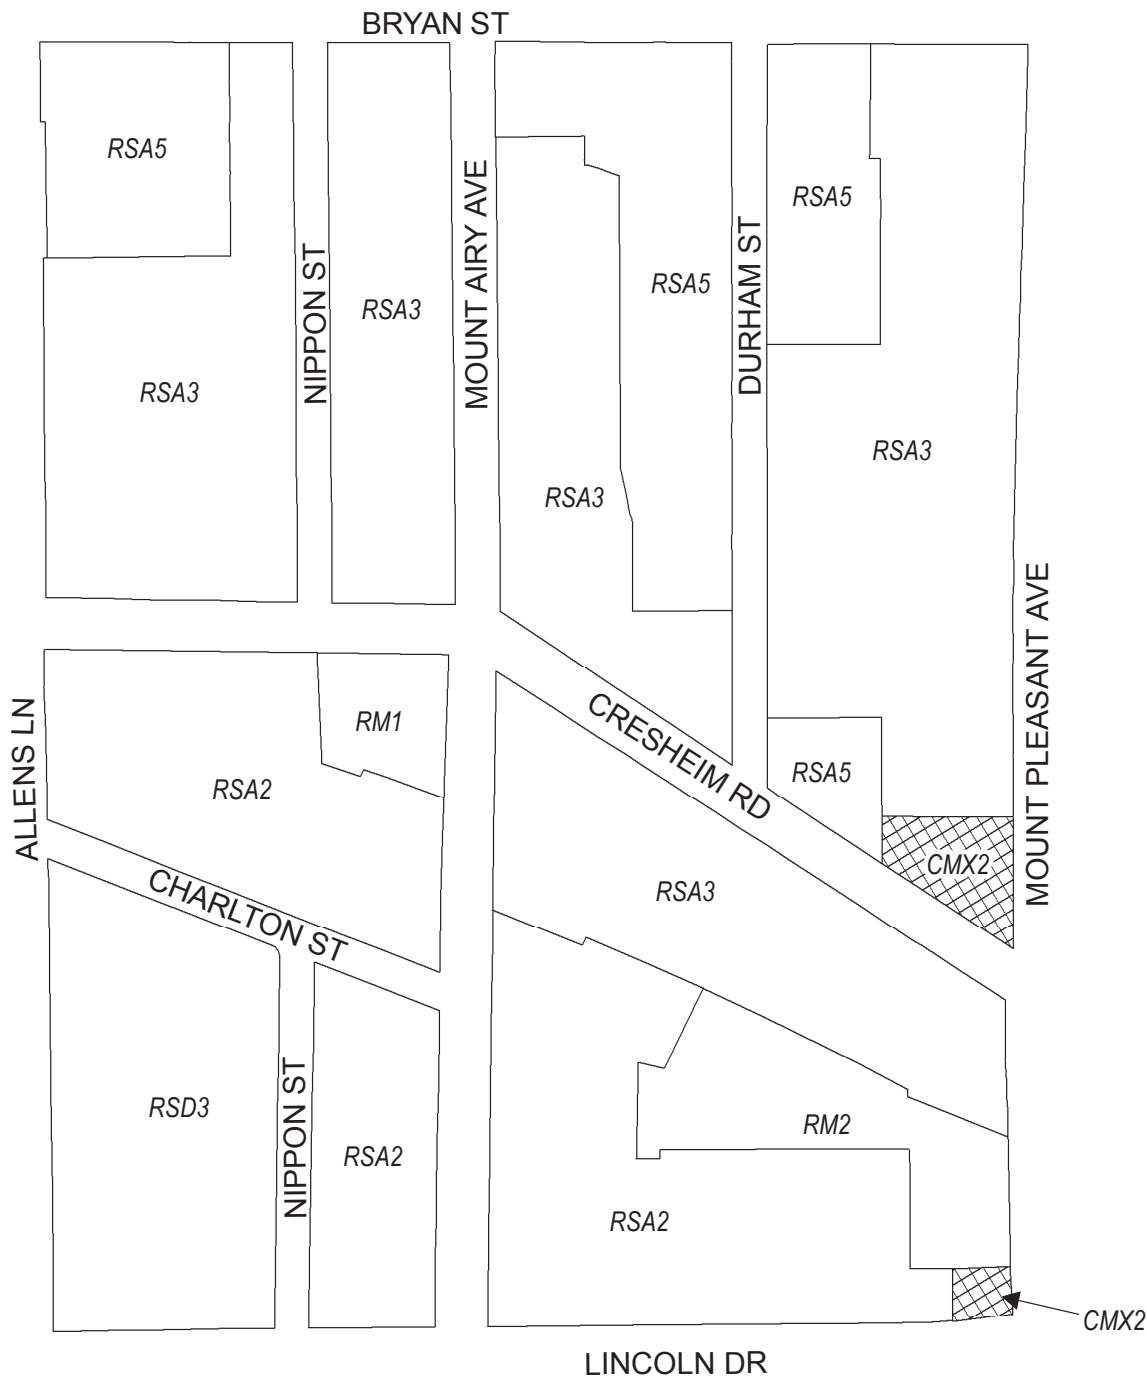 BRYAN ST
RSA5
RSA5
RSA5
NIPPON ST
RSA3
MOUNT AIRY AVE
DURHAM ST
RSA3
RSA3
RSA3
MOUNT PLEASANT AVE
ALLENS LN
RM1
CRESHEIM RD
RSA2
RSA5
CMX2
RSA3
CHARLTON ST
RSD3
NIPPON ST
RSA2
RM2
RSA2
CMX2
LINCOLN DR